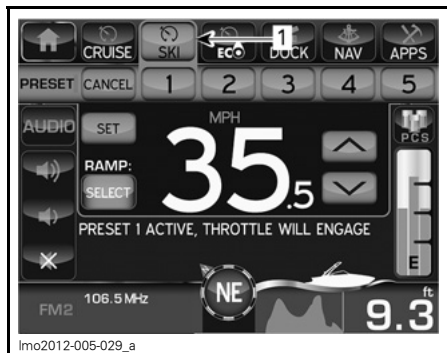 CRUISE SKI 1 ECO DOCK NAV APPS
PRESET CANCEL 1 2 3 4 5
AUDIO SET MPH PCS
RAMP: 35.5
SELECT
PRESET 1 ACTIVE, THROTTLE WILL ENGAGE
E
FM2 106.5 MHz NE 9.3 ft
lmo2012-005-029_a